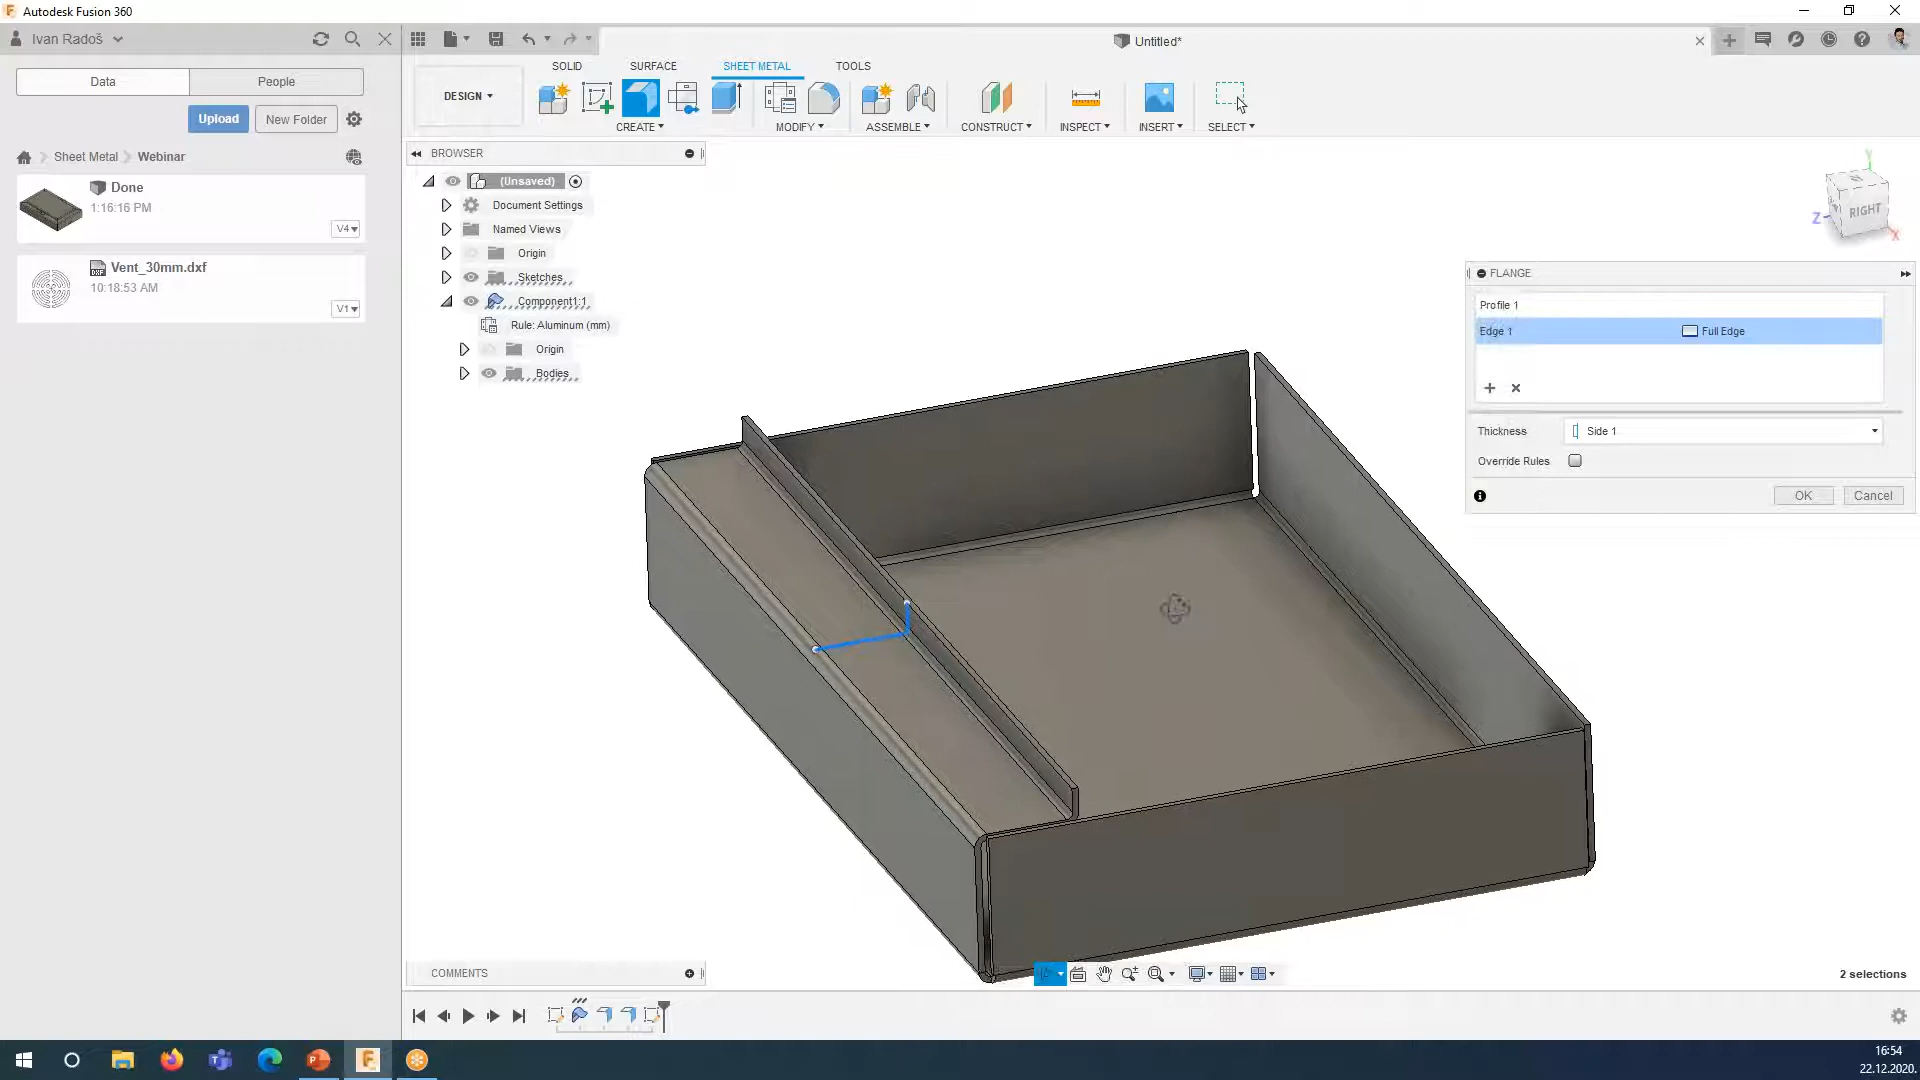 Autodesk Fusion 360
Ivan Radoš
Untitled*
Data
People
Upload
New Folder
Sheet Metal
Webinar
Done
1:16:16 PM
V4
Vent_30mm.dxf
10:18:53 AM
V1
DESIGN
SOLID
SURFACE
SHEET METAL
TOOLS
CREATE
MODIFY
ASSEMBLE
CONSTRUCT
INSPECT
INSERT
SELECT
BROWSER
(Unsaved)
Document Settings
Named Views
Origin
Sketches
Component1:1
Rule: Aluminum (mm)
Origin
Bodies
Y
RIGHT
Z
X
FLANGE
Profile 1
Edge 1
Full Edge
Thickness
Side 1
Override Rules
OK
Cancel
COMMENTS
2 selections
16:54
22.12.2020.